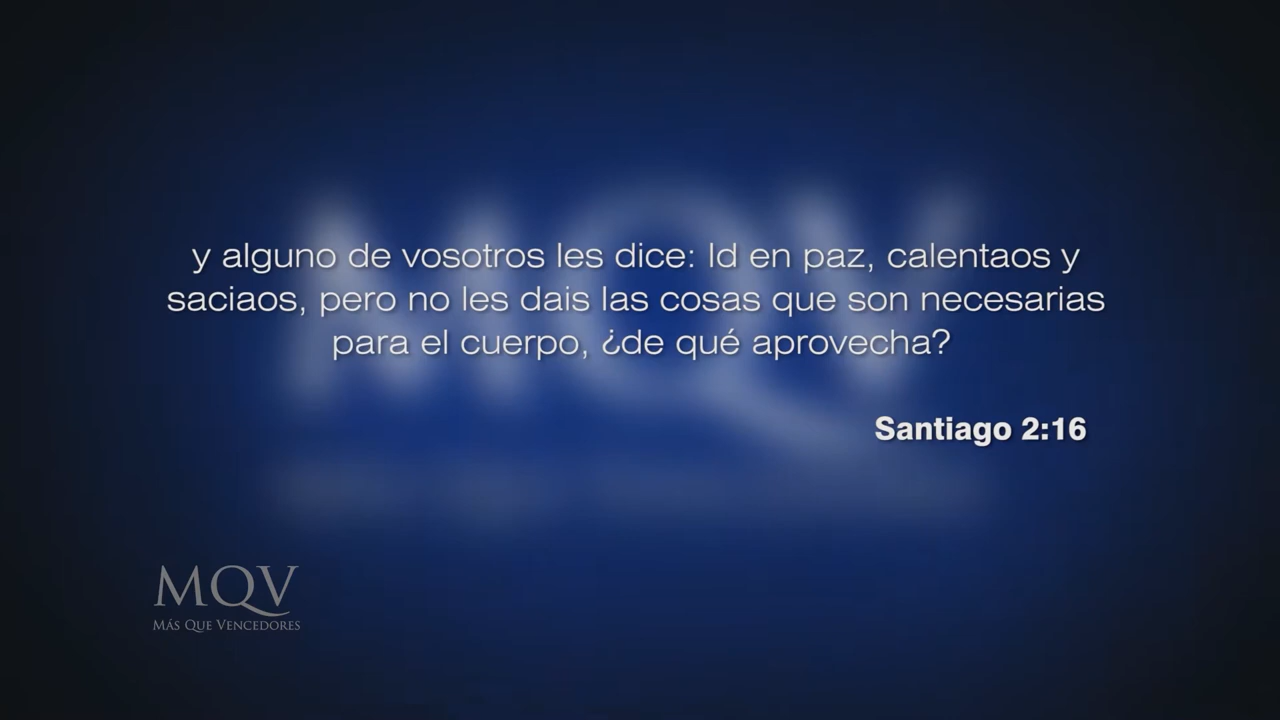 y alguno de vosotros les dice: Id en paz, calentaos y
saciaos, pero no les dais las cosas que son necesarias
para el cuerpo, ¿de qué aprovecha?
Santiago 2:16
MQV
MÁS QUE VENCEDORES